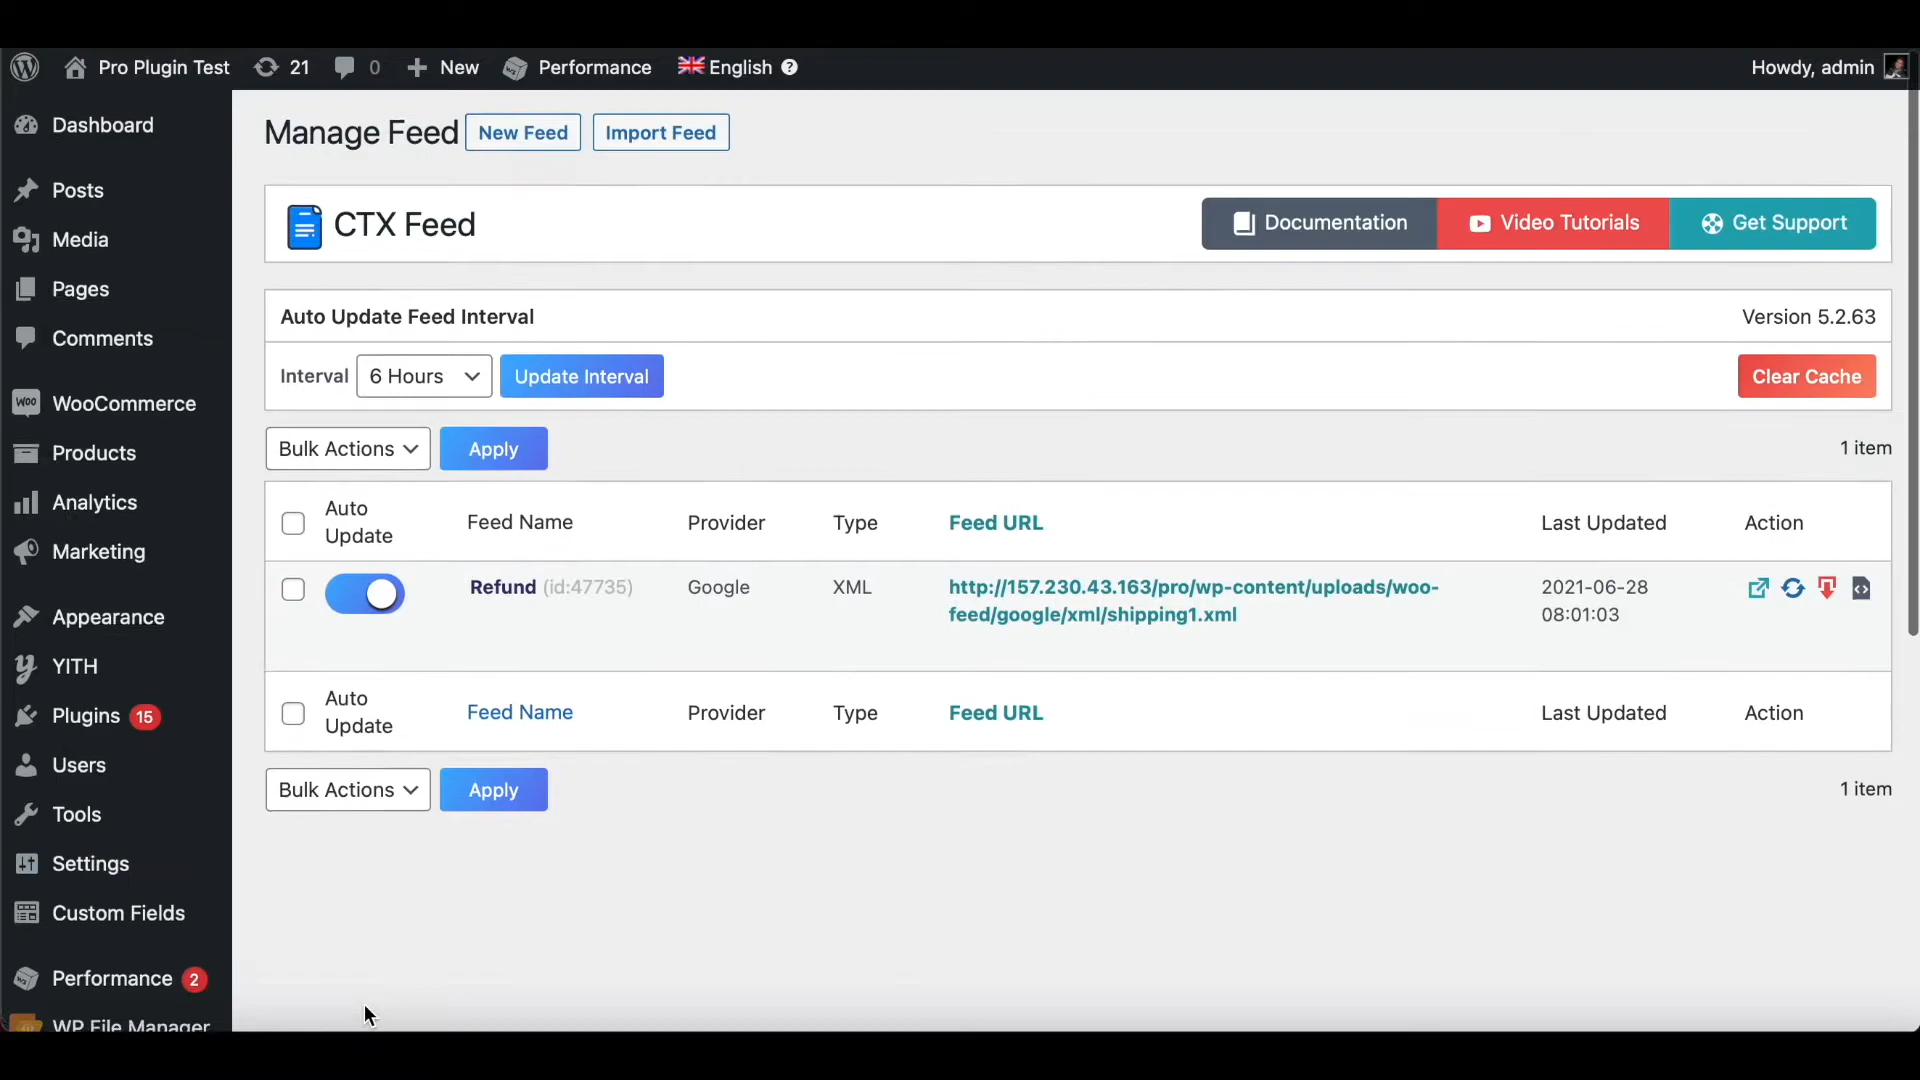 Pro Plugin Test 21 0 New Performance English ? Howdy, admin
Dashboard
Posts
Media
Pages
Comments
WOO WooCommerce
Products
Analytics
Marketing
Appearance
YITH
Plugins 15
Users
Tools
Settings
Custom Fields
Performance 2
WP File Manager
Manage Feed New Feed Import Feed
CTX Feed Documentation Video Tutorials Get Support
Auto Update Feed Interval Version 5.2.63
Interval 6 Hours Update Interval Clear Cache
Bulk Actions Apply 1 item
Auto Update Feed Name Provider Type Feed URL Last Updated Action
Refund (id:47735) Google XML http://157.230.43.163/pro/wp-content/uploads/woo- 2021-06-28
feed/google/xml/shipping1.xml 08:01:03
Auto Update Feed Name Provider Type Feed URL Last Updated Action
Bulk Actions Apply 1 item